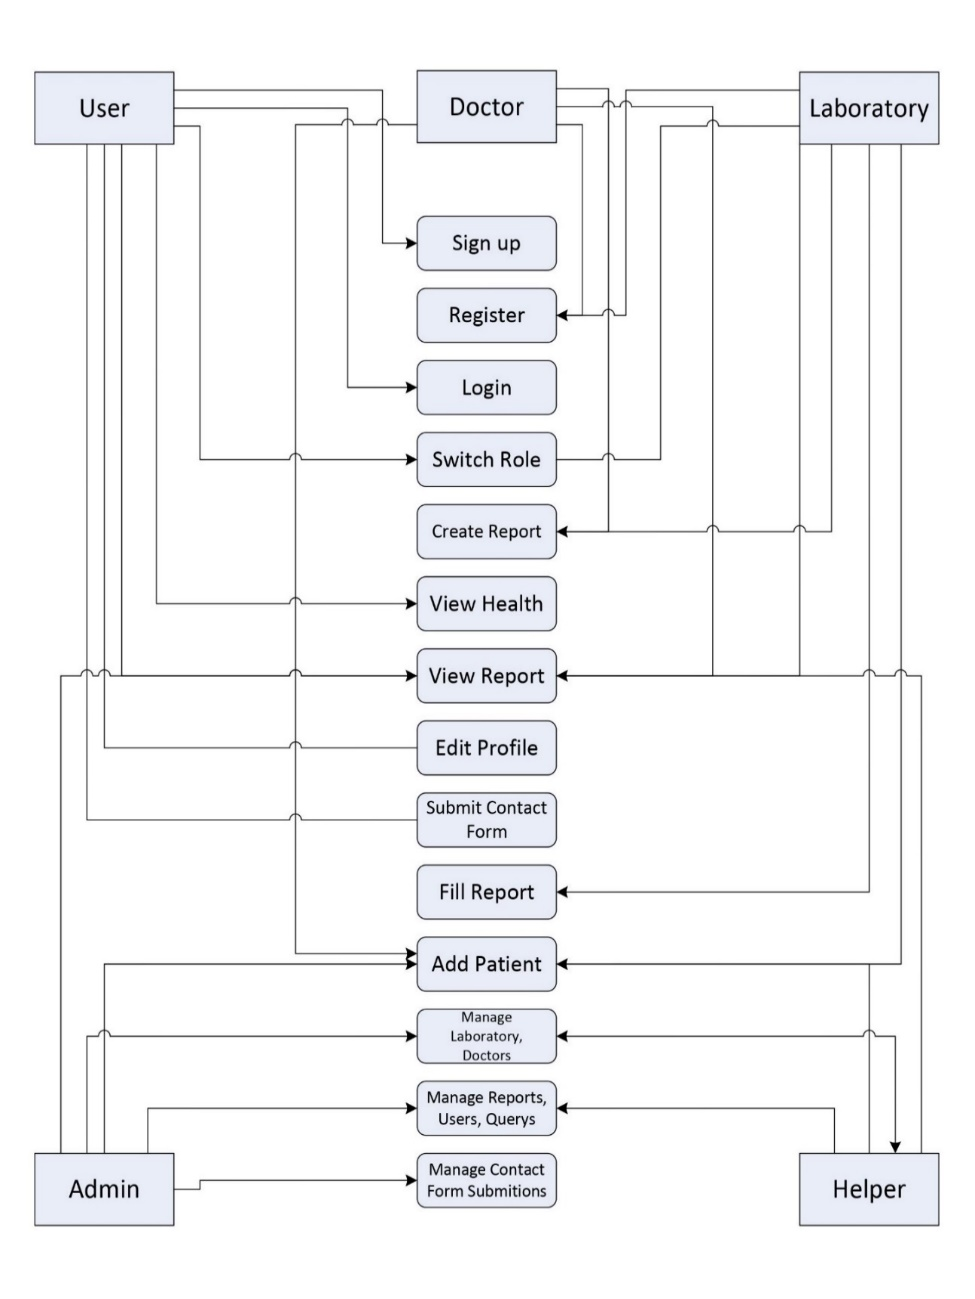 User
Doctor
Laboratory
Sign up
Register
Login
Switch Role
Create Report
View Health
View Report
Edit Profile
Submit Contact
Form
Fill Report
Add Patient
Manage
Laboratory,
Doctors
Manage Reports,
Users, Querys
Admin
Manage Contact
Form Submitions
Helper